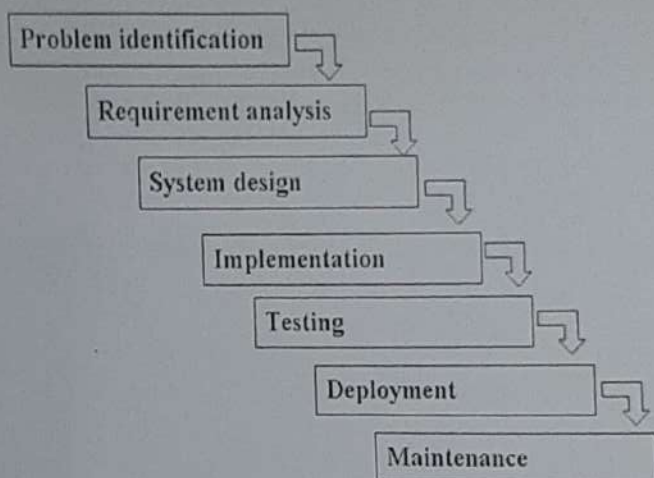 Problem identification
Requirement analysis
System design
Implementation
Testing
Deployment
Maintenance